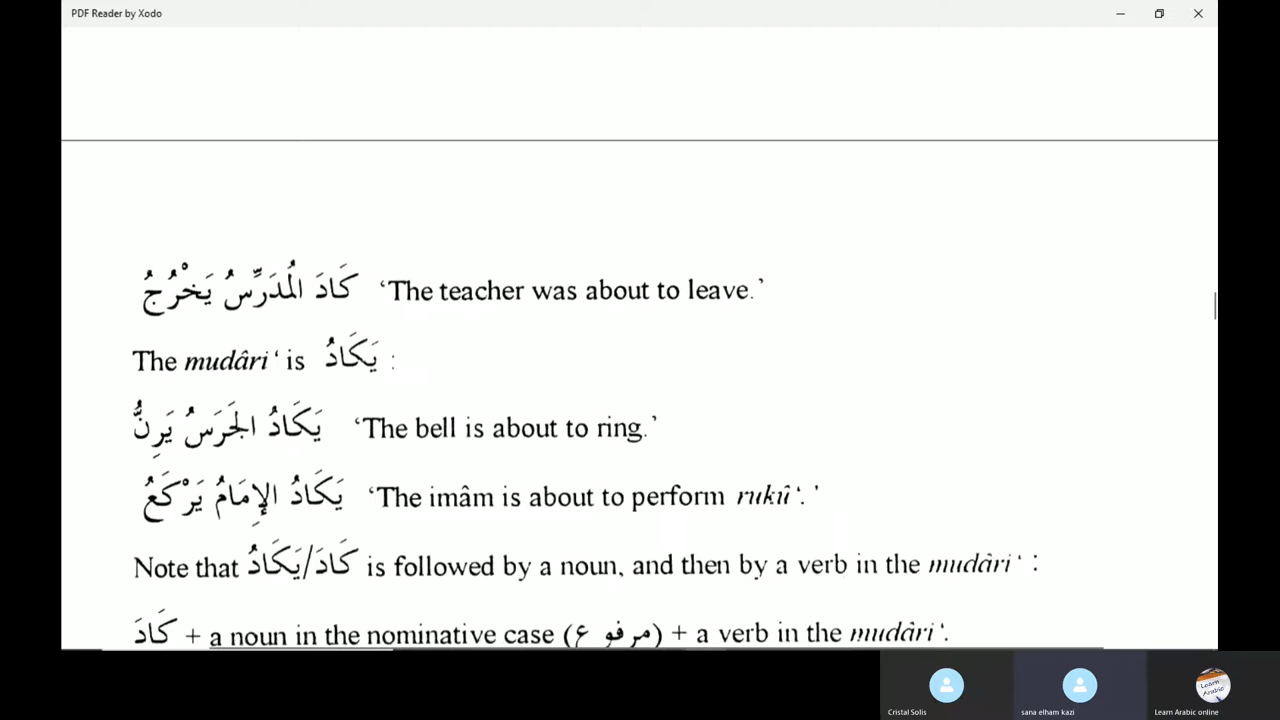 PDF Reader by Xodo
كَادَ الْمُدَرِّسُ يَخْرُجُ ‘The teacher was about to leave.’
The mudâri‘ is يَكَادُ :
يَكَادُ الجَرَسُ يَرِنُّ ‘The bell is about to ring.’
يَكَادُ الإِمَامُ يَرْكَعُ ‘The imâm is about to perform rukû‘.’
Note that كَادَ/يَكَادُ is followed by a noun, and then by a verb in the mudâri‘ :
كَادَ + a noun in the nominative case (مرفوع) + a verb in the mudâri‘.
Learn Arabic
Cristal Solis sana elham kazi Learn Arabic online